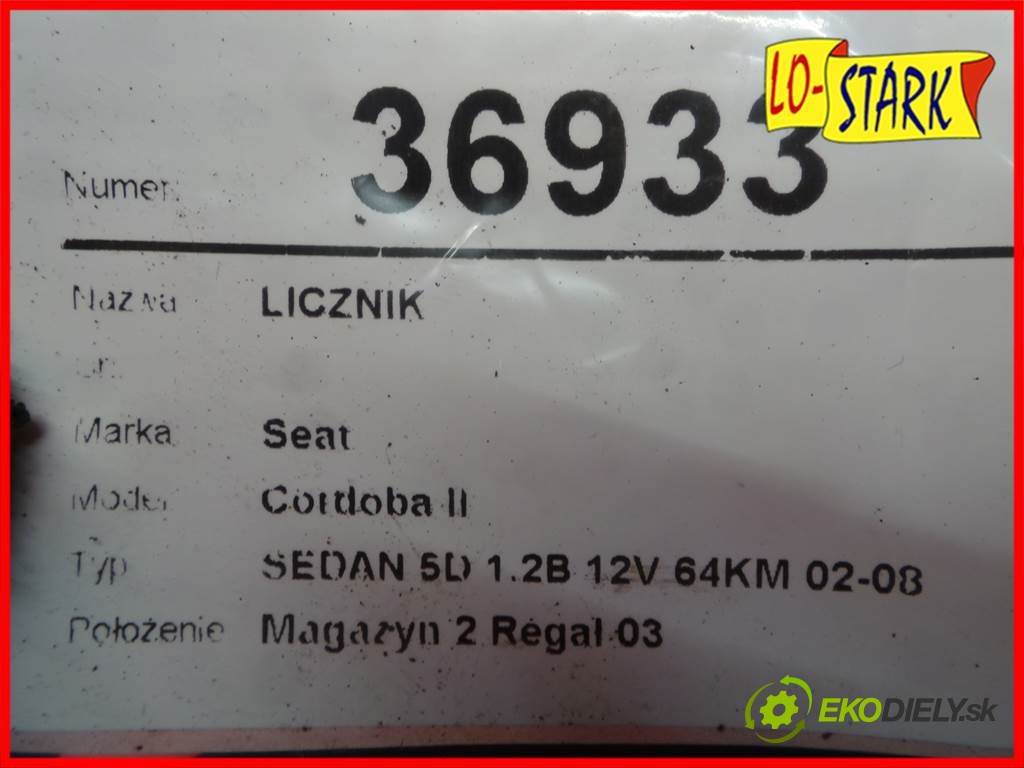 LO-STARK
Numer: 36933
Nazwa LICZNIK
Marka Seat
Model Cordoba II
Typ SEDAN 5D 1.2B 12V 64KM 02-08
Położenie Magazyn 2 Regał 03
EKODIELY.sk